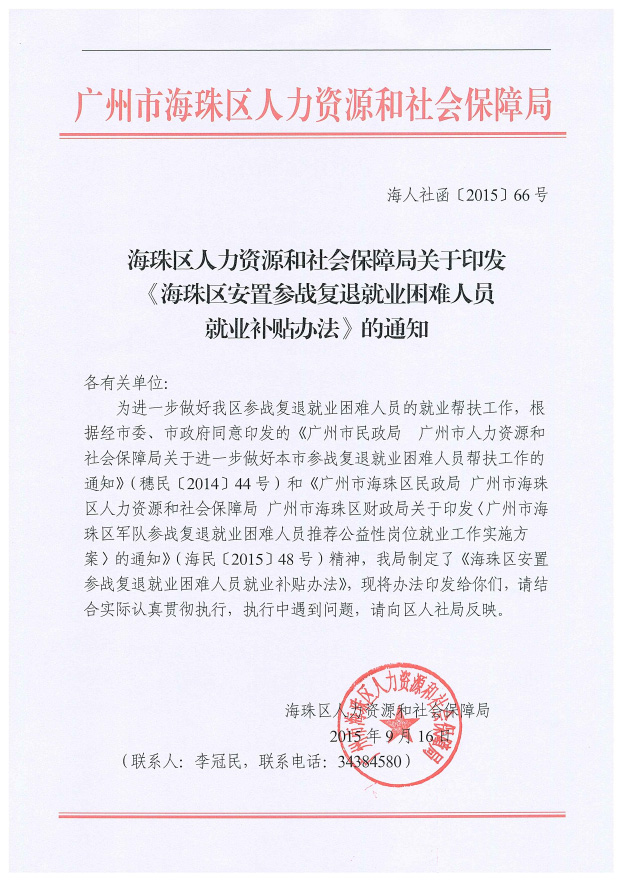 广州市海珠区人力资源和社会保障局
海人社函〔2015〕66号
海珠区人力资源和社会保障局关于印发
《海珠区安置参战复退就业困难人员
就业补贴办法》的通知
各有关单位：
为进一步做好我区参战复退就业困难人员的就业帮扶工作，根
据经市委、市政府同意印发的《广州市民政局 广州市人力资源和
社会保障局关于进一步做好本市参战复退就业困难人员帮扶工作的
通知》（穗民〔2014〕44号）和《广州市海珠区民政局 广州市海珠
区人力资源和社会保障局 广州市海珠区财政局关于印发〈广州市海
珠区军队参战复退就业困难人员推荐公益性岗位就业工作实施方
案〉的通知》（海民〔2015〕48号）精神，我局制定了《海珠区安置
参战复退就业困难人员就业补贴办法》，现将办法印发给你们，请结
合实际认真贯彻执行，执行中遇到问题，请向区人社局反映。
海珠区人力资源和社会保障局
2015年9月16日
（联系人：李冠民，联系电话：34384580）
广州市海珠区人力资源和社会保障局